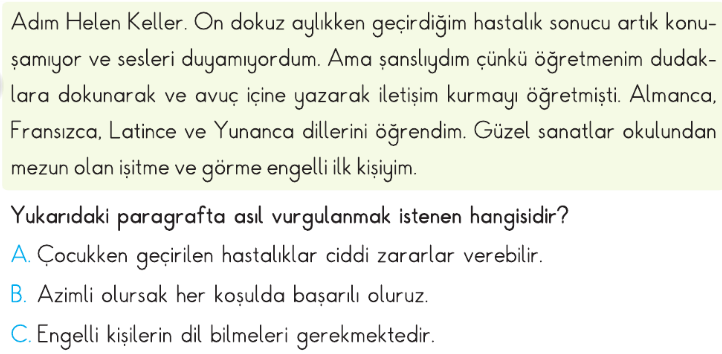 Adım Helen Keller. On dokuz aylıkken geçirdiğim hastalık sonucu artık konu-
şamıyor ve sesleri duyamıyordum. Ama şanslıydım çünkü öğretmenim dudak-
lara dokunarak ve avuç içine yazarak iletişim kurmayı öğretmişti. Almanca,
Fransızca, Latince ve Yunanca dillerini öğrendim. Güzel sanatlar okulundan
mezun olan işitme ve görme engelli ilk kişiyim.
Yukarıdaki paragrafta asıl vurgulanmak istenen hangisidir?
A. Çocukken geçirilen hastalıklar ciddi zararlar verebilir.
B. Azimli olursak her koşulda başarılı oluruz.
C. Engelli kişilerin dil bilmeleri gerekmektedir.